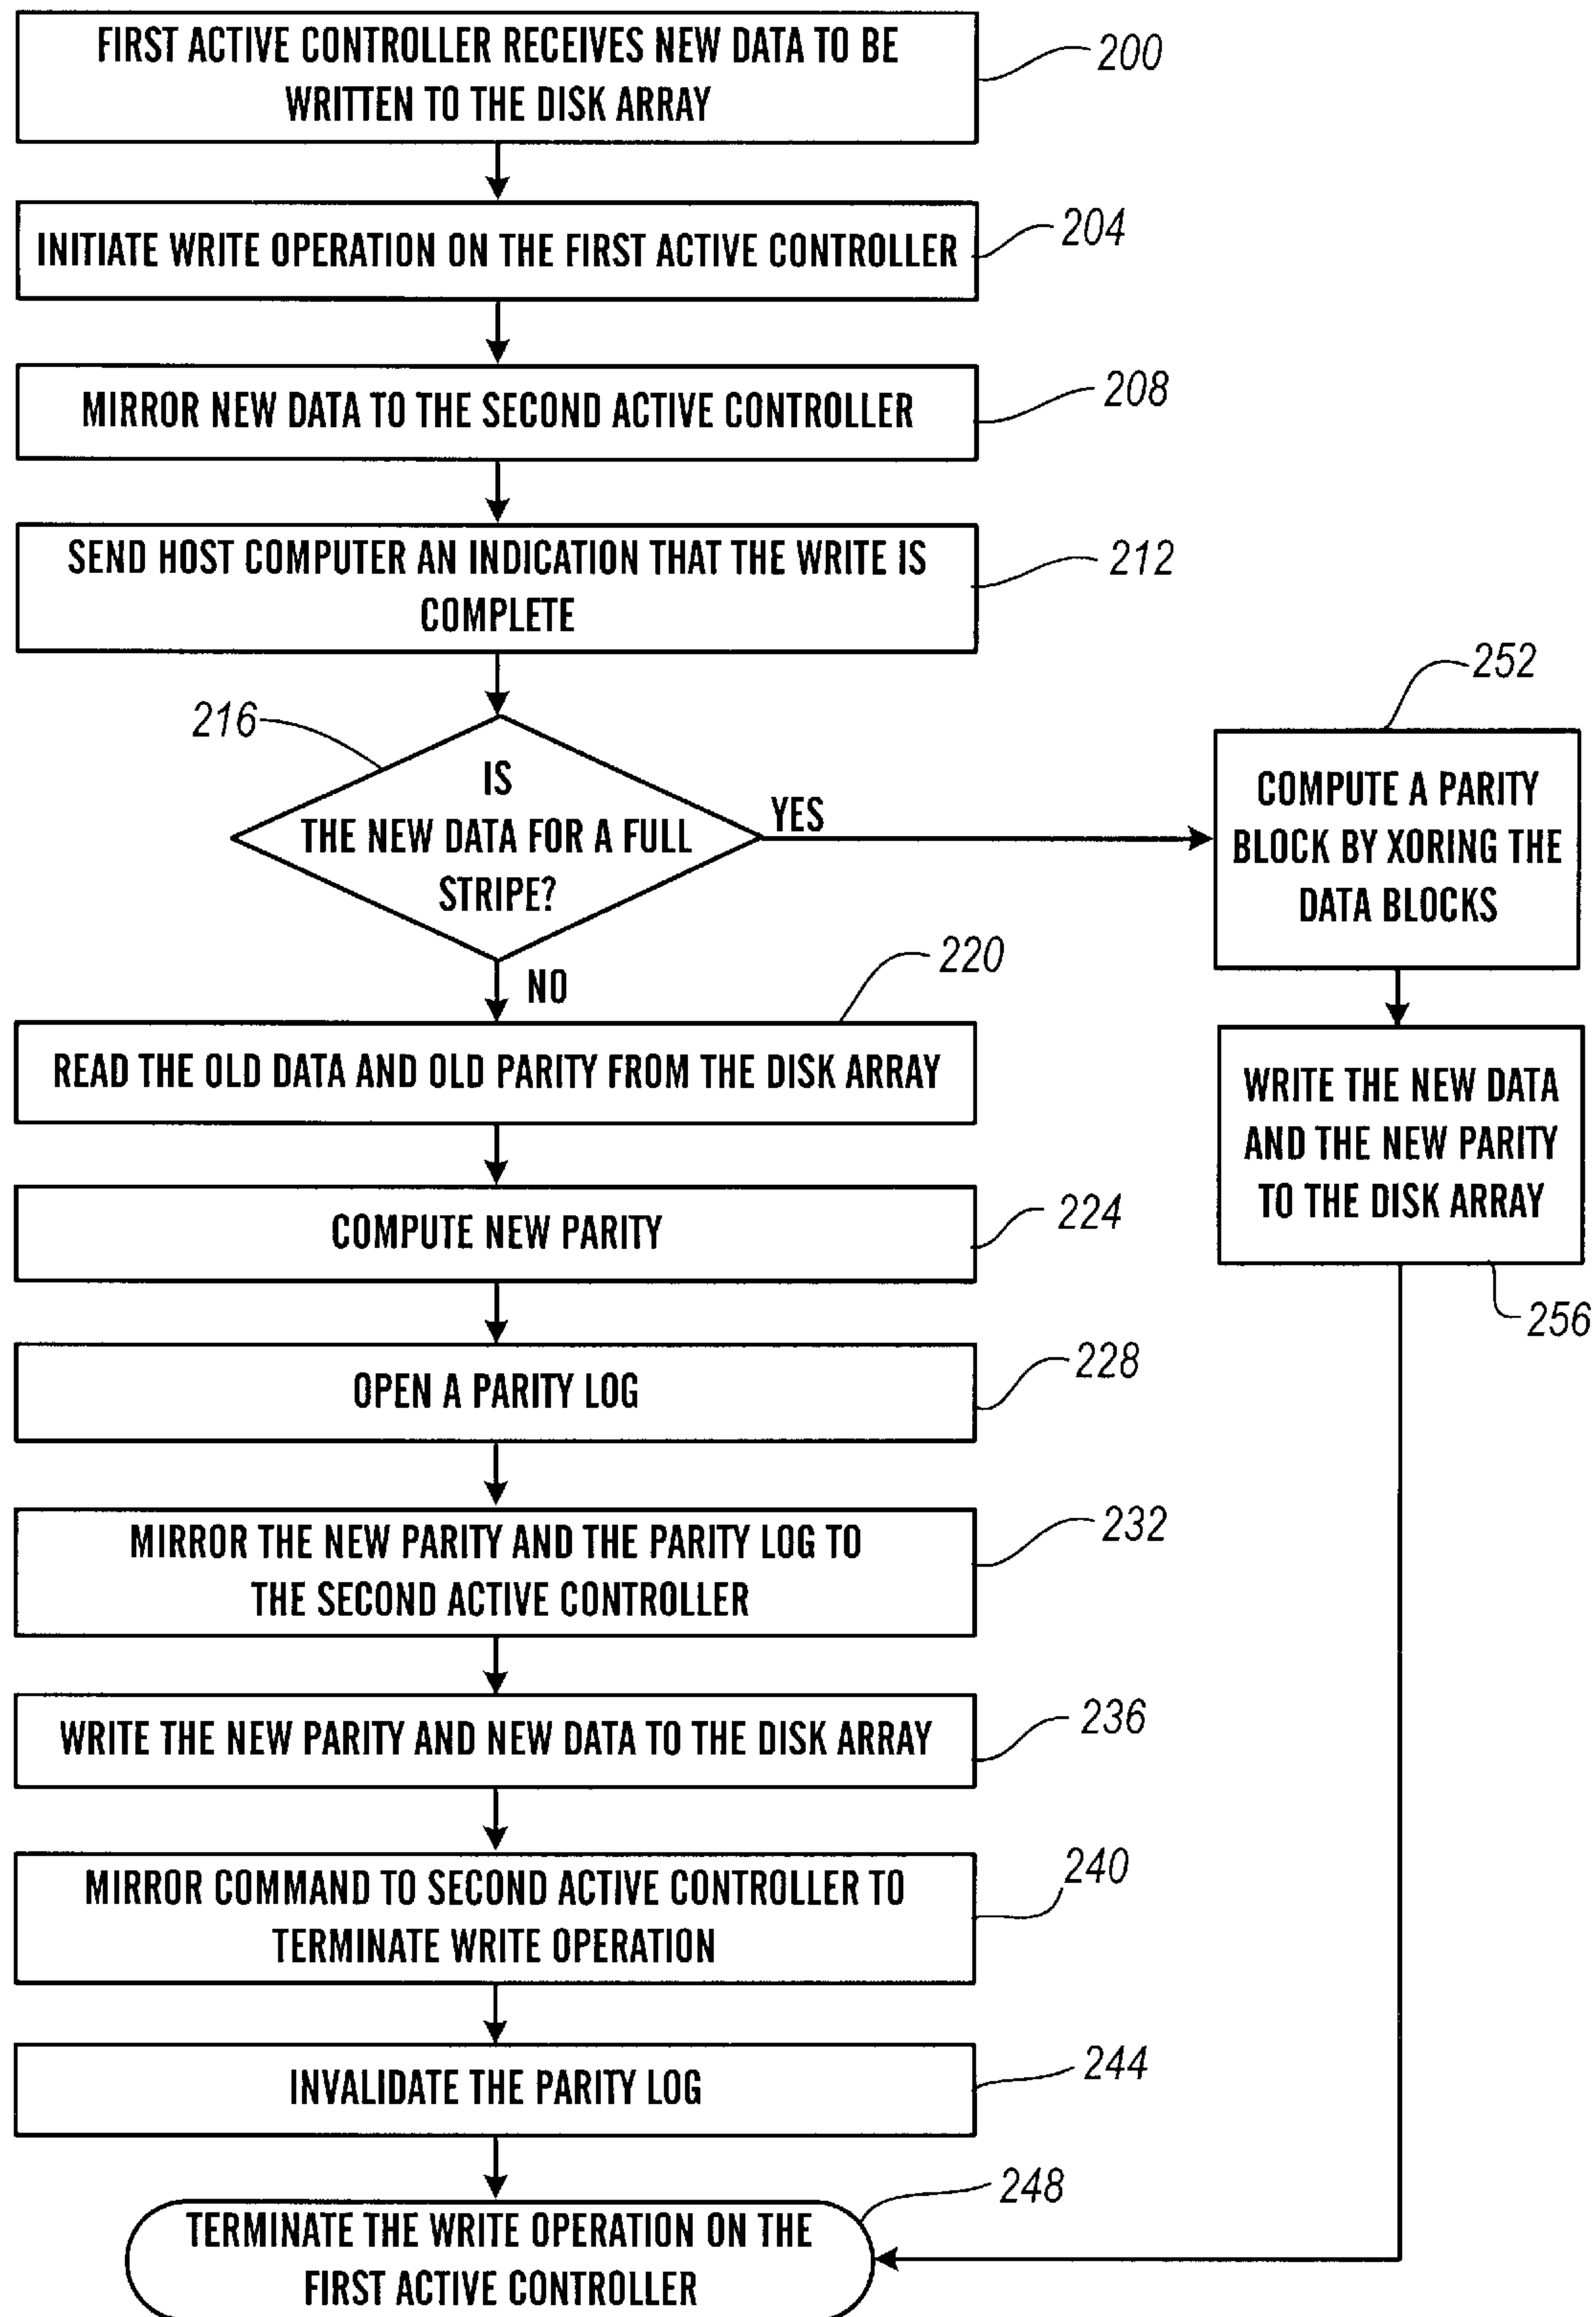 FIRST ACTIVE CONTROLLER RECEIVES NEW DATA TO BE
WRITTEN TO THE DISK ARRAY
200
INITIATE WRITE OPERATION ON THE FIRST ACTIVE CONTROLLER
204
MIRROR NEW DATA TO THE SECOND ACTIVE CONTROLLER
208
SEND HOST COMPUTER AN INDICATION THAT THE WRITE IS
COMPLETE
212
216
IS
THE NEW DATA FOR A FULL
STRIPE?
YES
NO
252
COMPUTE A PARITY
BLOCK BY XORING THE
DATA BLOCKS
WRITE THE NEW DATA
AND THE NEW PARITY
TO THE DISK ARRAY
256
220
READ THE OLD DATA AND OLD PARITY FROM THE DISK ARRAY
COMPUTE NEW PARITY
224
OPEN A PARITY LOG
228
MIRROR THE NEW PARITY AND THE PARITY LOG TO
THE SECOND ACTIVE CONTROLLER
232
WRITE THE NEW PARITY AND NEW DATA TO THE DISK ARRAY
236
MIRROR COMMAND TO SECOND ACTIVE CONTROLLER TO
TERMINATE WRITE OPERATION
240
INVALIDATE THE PARITY LOG
244
TERMINATE THE WRITE OPERATION ON THE
FIRST ACTIVE CONTROLLER
248